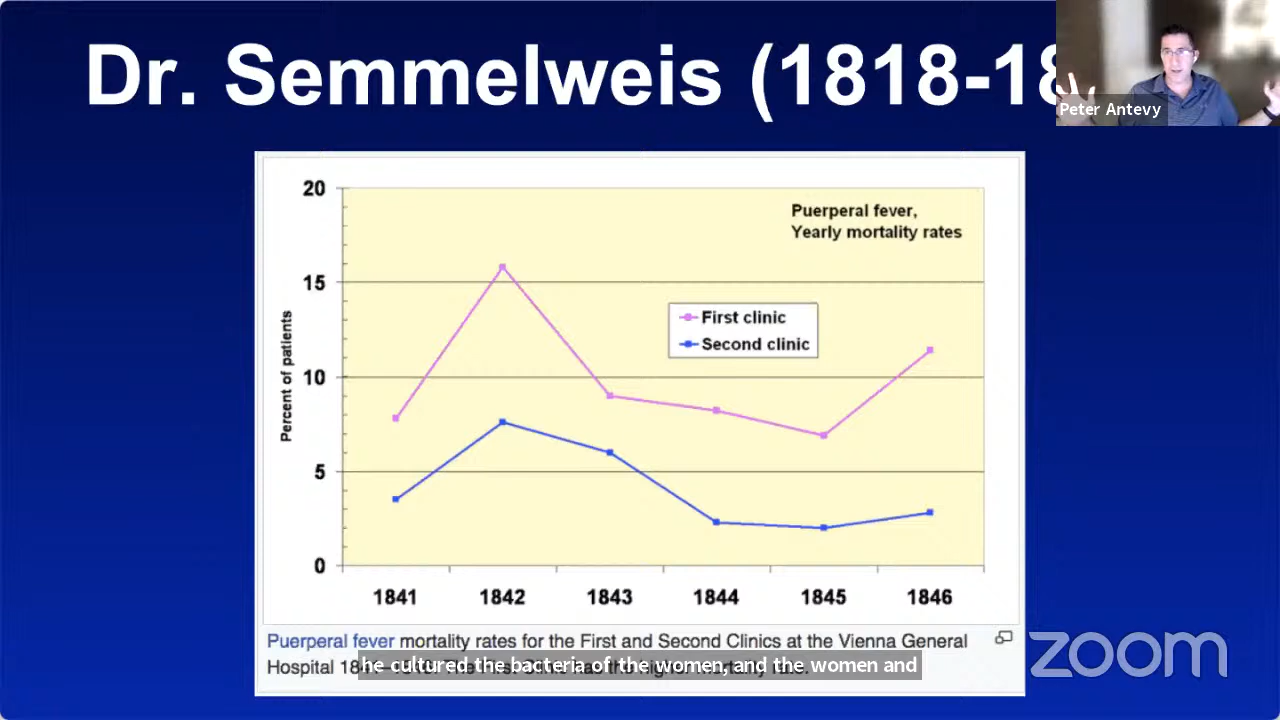 Dr. Semmelweis (1818-18
Peter Antevy
Puerperal fever,
Yearly mortality rates
First clinic
Second clinic
Percent of patients
20
15
10
5
0
1841 1842 1843 1844 1845 1846
Puerperal fever mortality rates for the First and Second Clinics at the Vienna General
Hospital
he cultured the bacteria of the women, and the women and
zoom